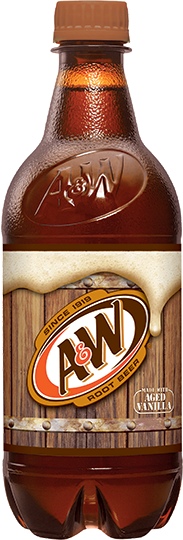 A&W
SINCE 1919
A&W
ROOT BEER
MADE WITH
AGED
VANILLA